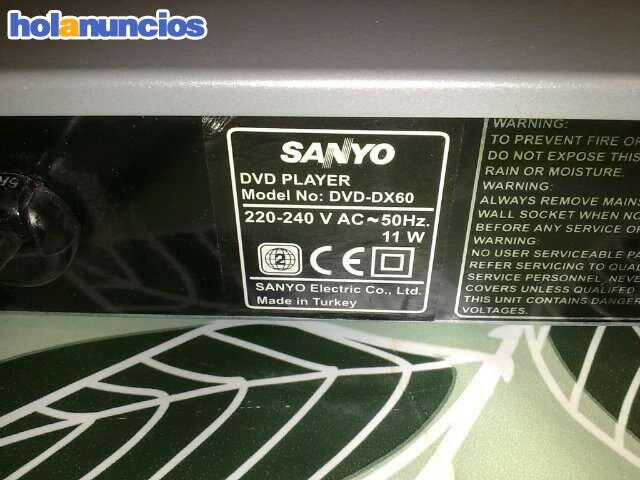 holanuncios
SANYO
DVD PLAYER
Model No: DVD-DX60
220-240 V AC~50Hz.
11 W
2
CE
SANYO Electric Co., Ltd.
Made in Turkey
WARNING:
TO PREVENT FIRE OR
DO NOT EXPOSE THIS
RAIN OR MOISTURE.
WARNING:
ALWAYS REMOVE MAINS
WALL SOCKET WHEN NO
BEFORE ANY SERVICE OR
WARNING:
NO USER SERVICEABLE PA
REFER SERVICING TO QUA
SERVICE PERSONNEL. NEVE
COVERS UNLESS QUALIFIED
THIS UNIT CONTAINS DANGE
VOLTAGES.